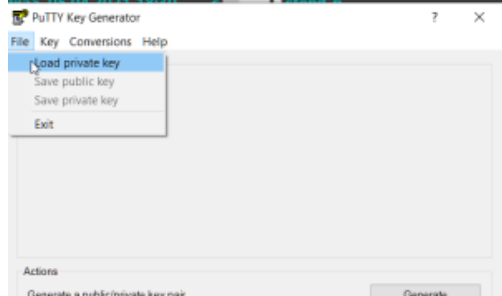 PuTTY Key Generator ? ×
File Key Conversions Help
Load private key
Save public key
Save private key
Exit
Actions
Generate a public/private key pair
Generate